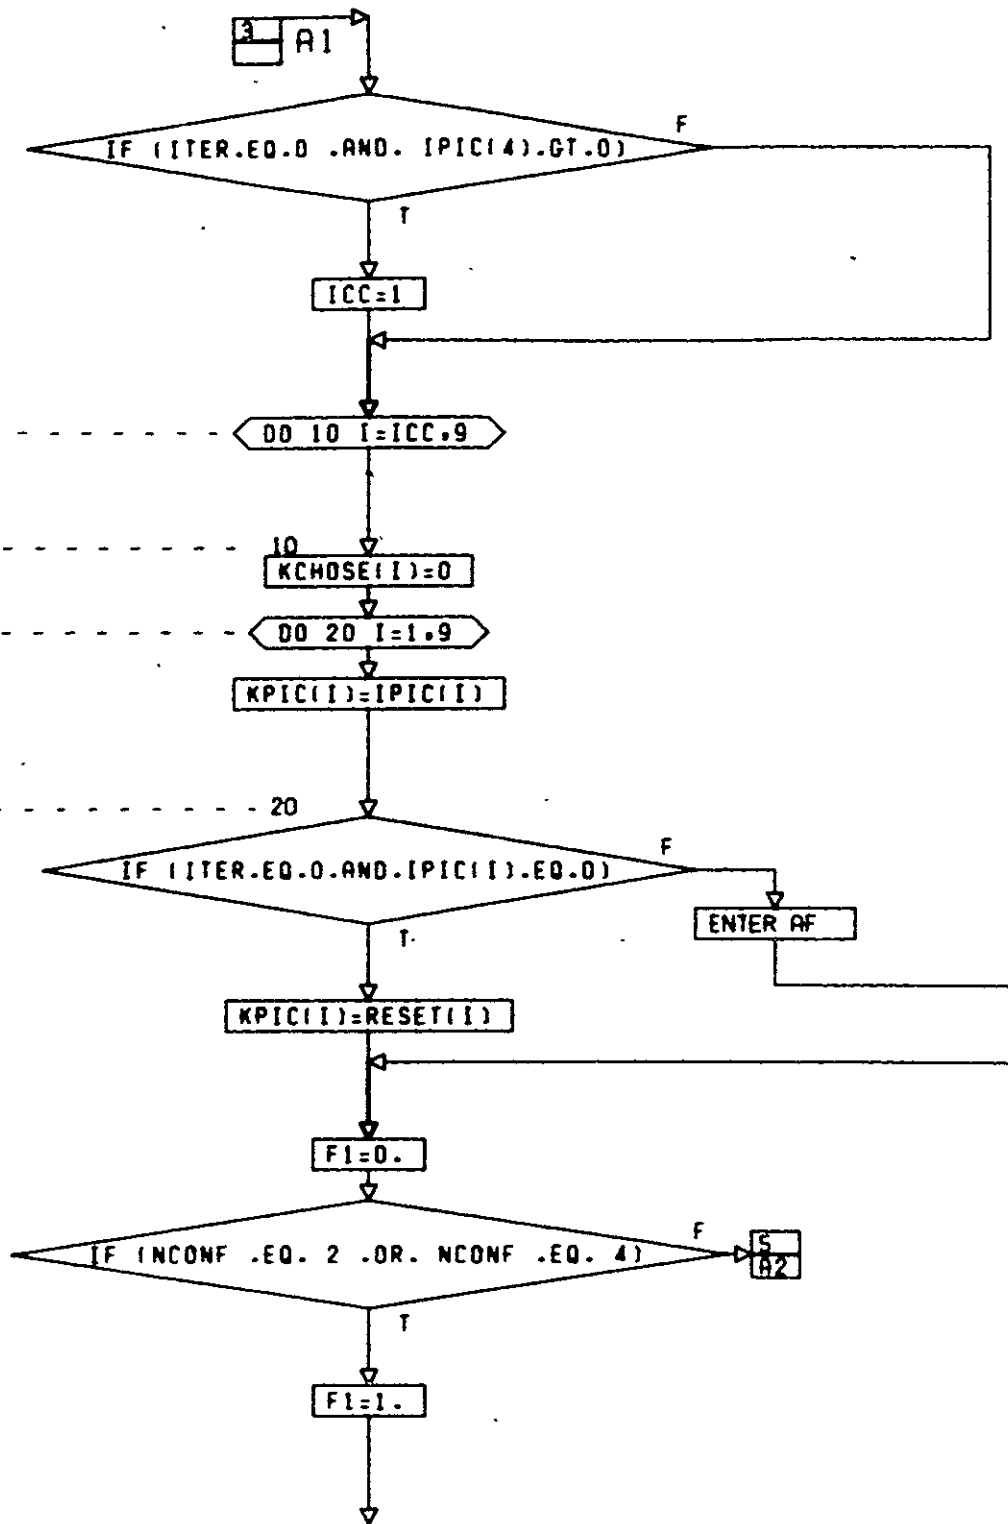 3
A1
IF (ITER.EQ.0 .AND. IPIC(4).GT.0)
F
T
ICC=1
DO 10 I=ICC,9
10
KCHOSE(I)=0
DO 20 I=1,9
KPIC(I)=IPIC(I)
20
IF (ITER.EQ.0.AND.IPIC(I).EQ.0)
F
ENTER AF
T
KPIC(I)=RESET(I)
F1=0.
IF (NCONF .EQ. 2 .OR. NCONF .EQ. 4)
F
5
A2
T
F1=1.